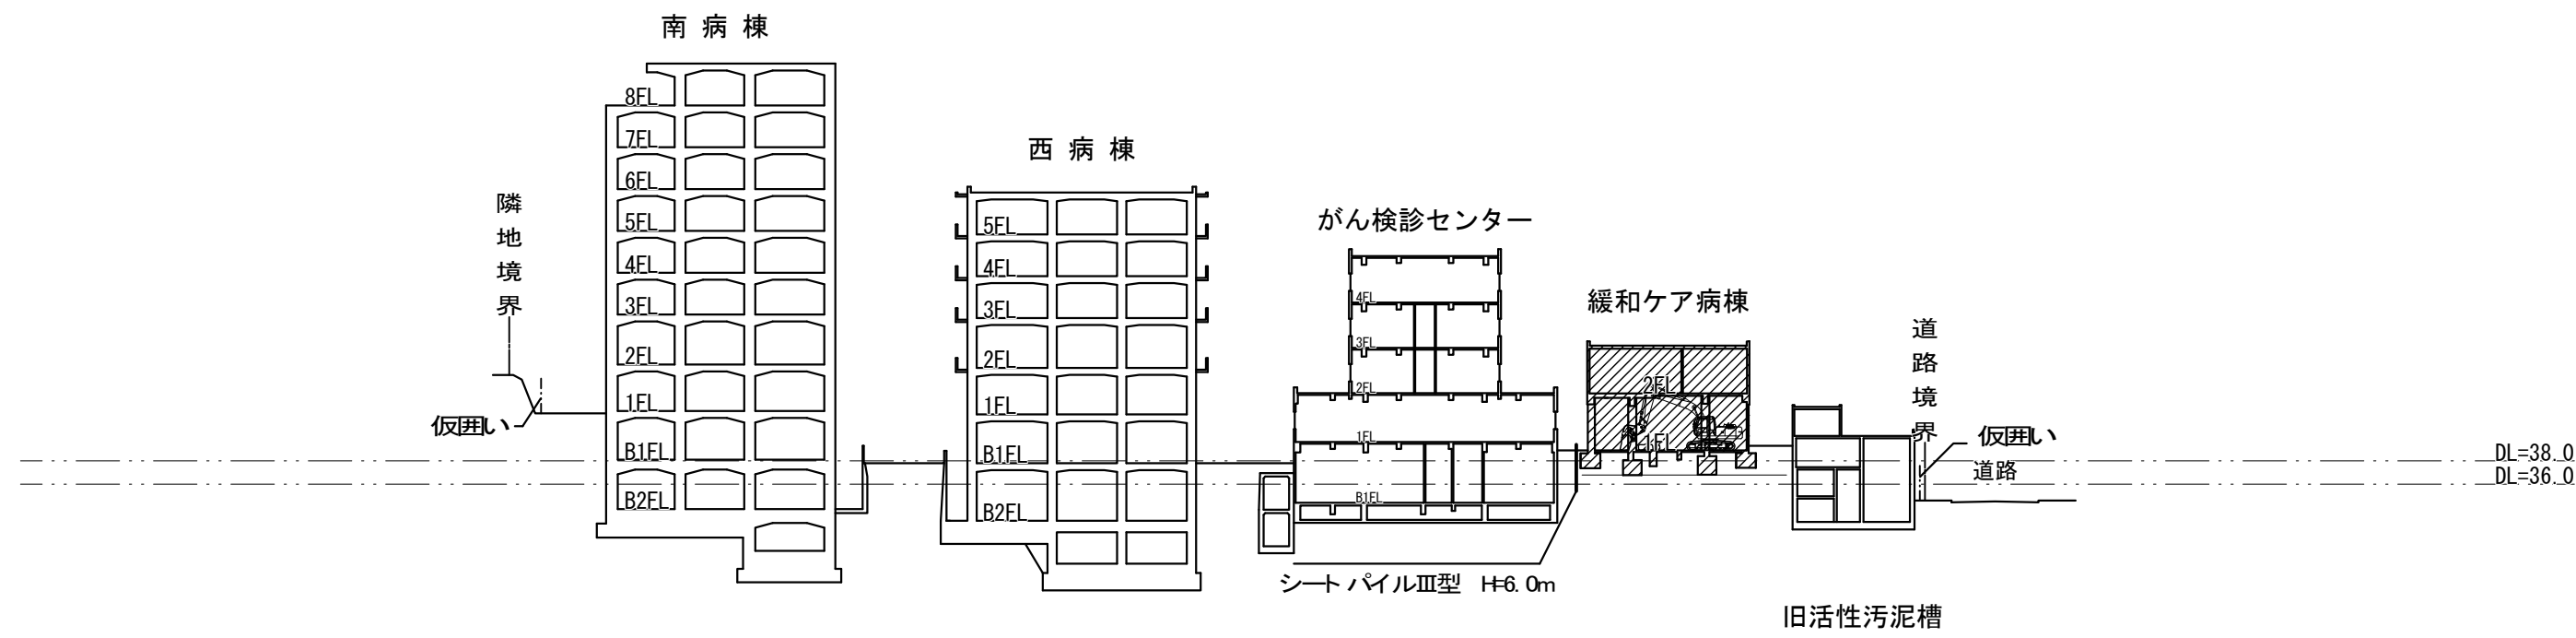 南病棟
8FL
7FL
6FL
5FL
4FL
3FL
2FL
1FL
B1FL
B2FL
隣地境界
仮囲い
西病棟
5FL
4FL
3FL
2FL
1FL
B1FL
B2FL
がん検診センター
4FL
3FL
2FL
1FL
B1FL
シートパイルⅢ型 H=6.0m
緩和ケア病棟
2FL
1FL
旧活性汚泥槽
道路境界
仮囲い
道路
DL=38.0
DL=36.0